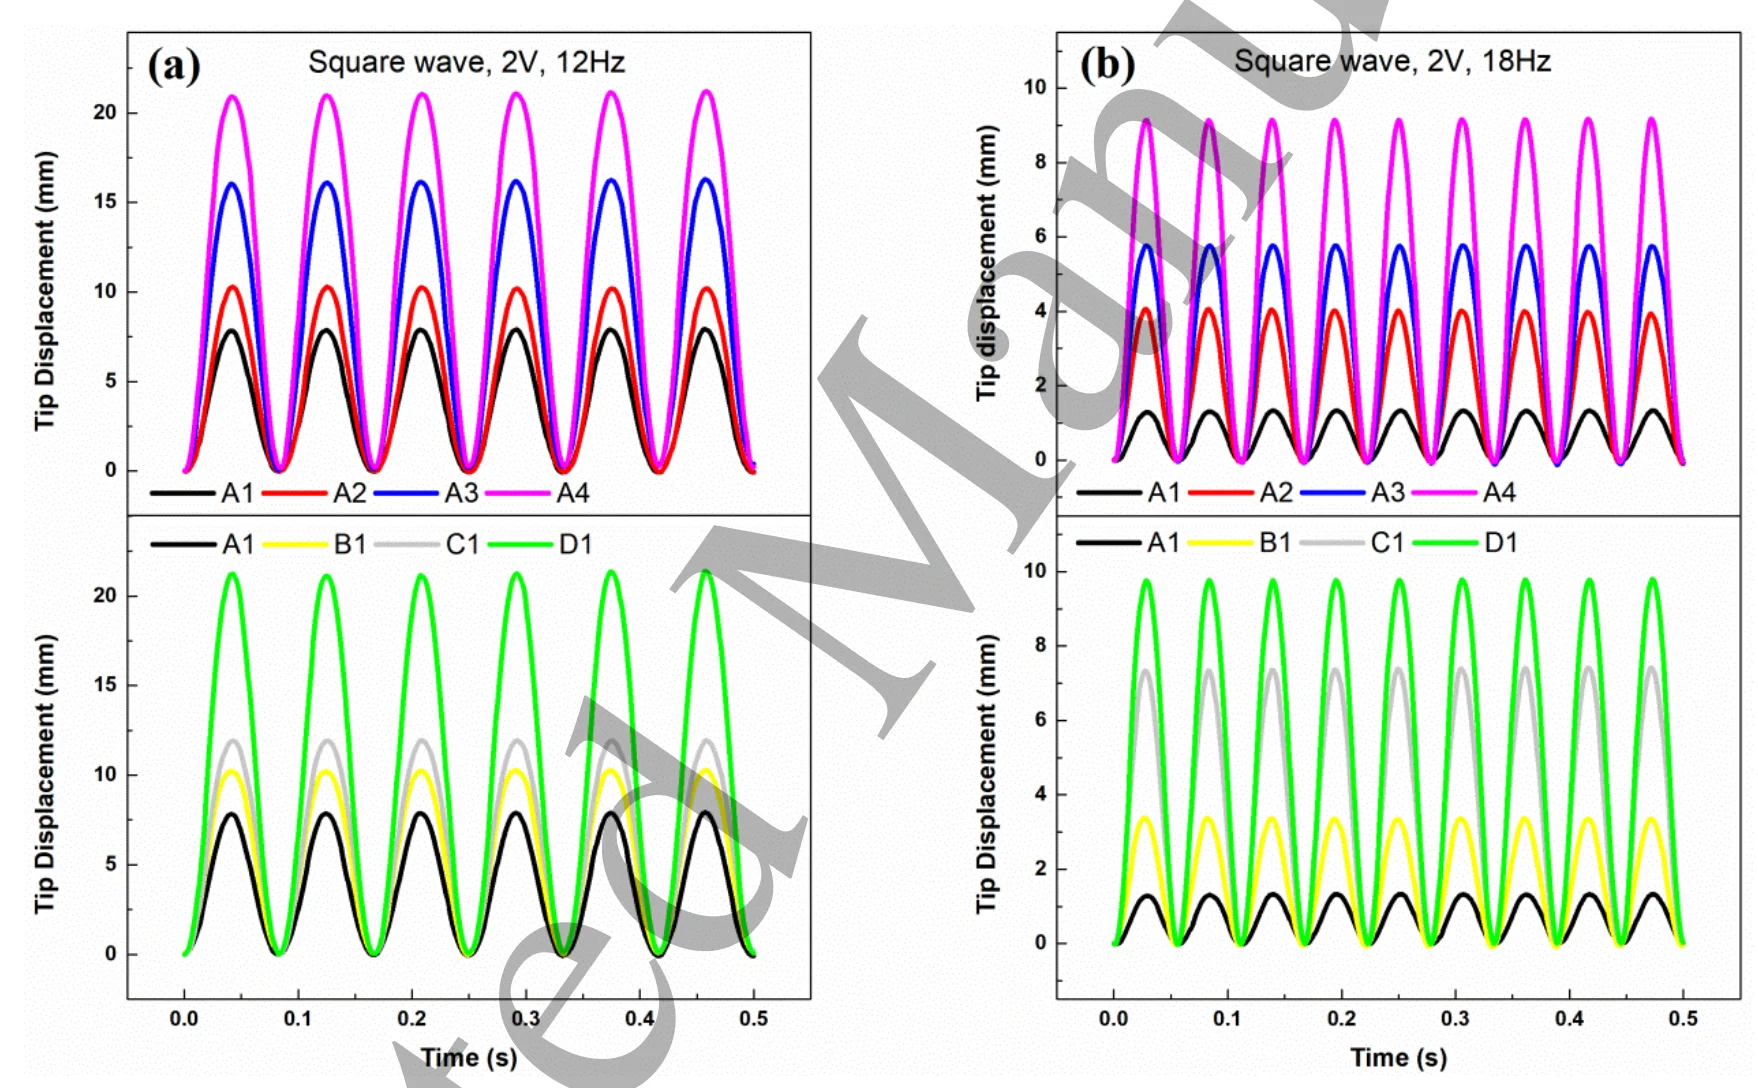 (a) Square wave, 2V, 12Hz
Tip Displacement (mm)
20
15
10
5
0
A1 A2 A3 A4
A1 B1 C1 D1
Tip Displacement (mm)
20
15
10
5
0
0.0 0.1 0.2 0.3 0.4 0.5
Time (s)
(b) Square wave, 2V, 18Hz
Tip displacement (mm)
10
8
6
4
2
0
A1 A2 A3 A4
A1 B1 C1 D1
Tip Displacement (mm)
10
8
6
4
2
0
0.0 0.1 0.2 0.3 0.4 0.5
Time (s)
ted Manu